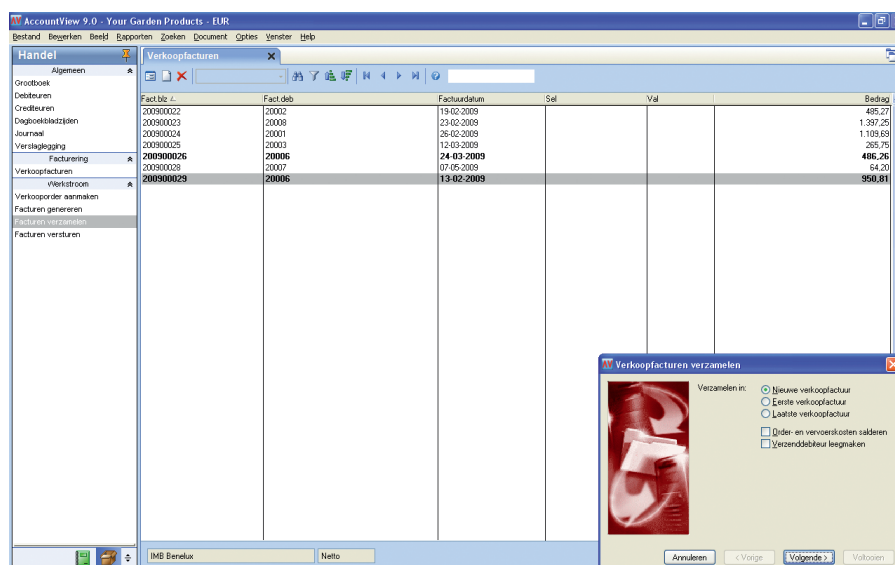 AccountView 9.0 - Your Garden Products - EUR
Bestand Bewerken Beeld Rapporten Zoeken Document Opties Venster Help
Handel
Algemeen
Grootboek
Debiteuren
Crediteuren
Dagboekbladzijden
Journaal
Verslaglegging
Facturering
Verkoopfacturen
Werkstroom
Verkooporder aanmaken
Facturen genereren
Facturen verzamelen
Facturen versturen
Verkoopfacturen
Fact.blz Fact.deb Factuurdatum Sel Val Bedrag
200900022 20002 19-02-2009 485,27
200900023 20008 23-02-2009 1.397,25
200900024 20001 26-02-2009 1.109,69
200900025 20003 12-03-2009 265,75
200900026 20006 24-03-2009 486,26
200900028 20007 07-05-2009 64,20
200900029 20006 13-02-2009 950,81
Verkoopfacturen verzamelen
Verzamelen in:
Nieuwe verkoopfactuur
Eerste verkoopfactuur
Laatste verkoopfactuur
Order- en vervoerskosten salderen
Verzenddebiteur leegmaken
Annuleren < Vorige Volgende > Voltooien
IMB Benelux Netto